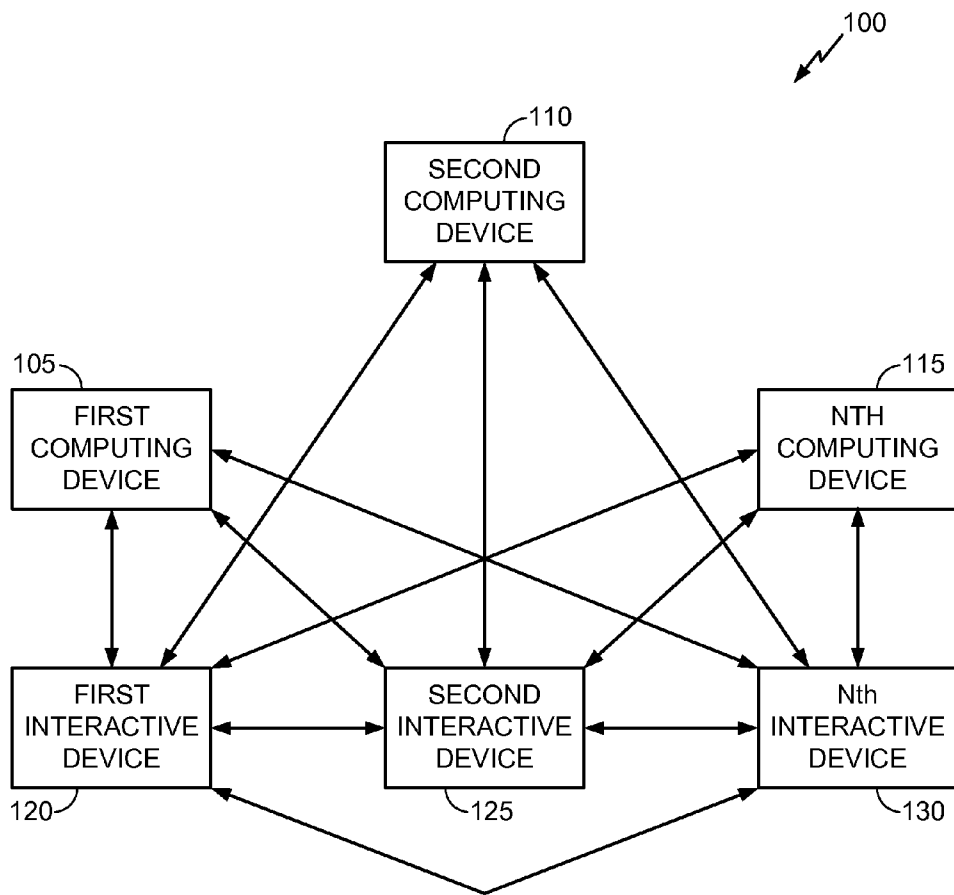 100
110
SECOND
COMPUTING
DEVICE
105
FIRST
COMPUTING
DEVICE
115
NTH
COMPUTING
DEVICE
FIRST
INTERACTIVE
DEVICE
120
SECOND
INTERACTIVE
DEVICE
125
Nth
INTERACTIVE
DEVICE
130